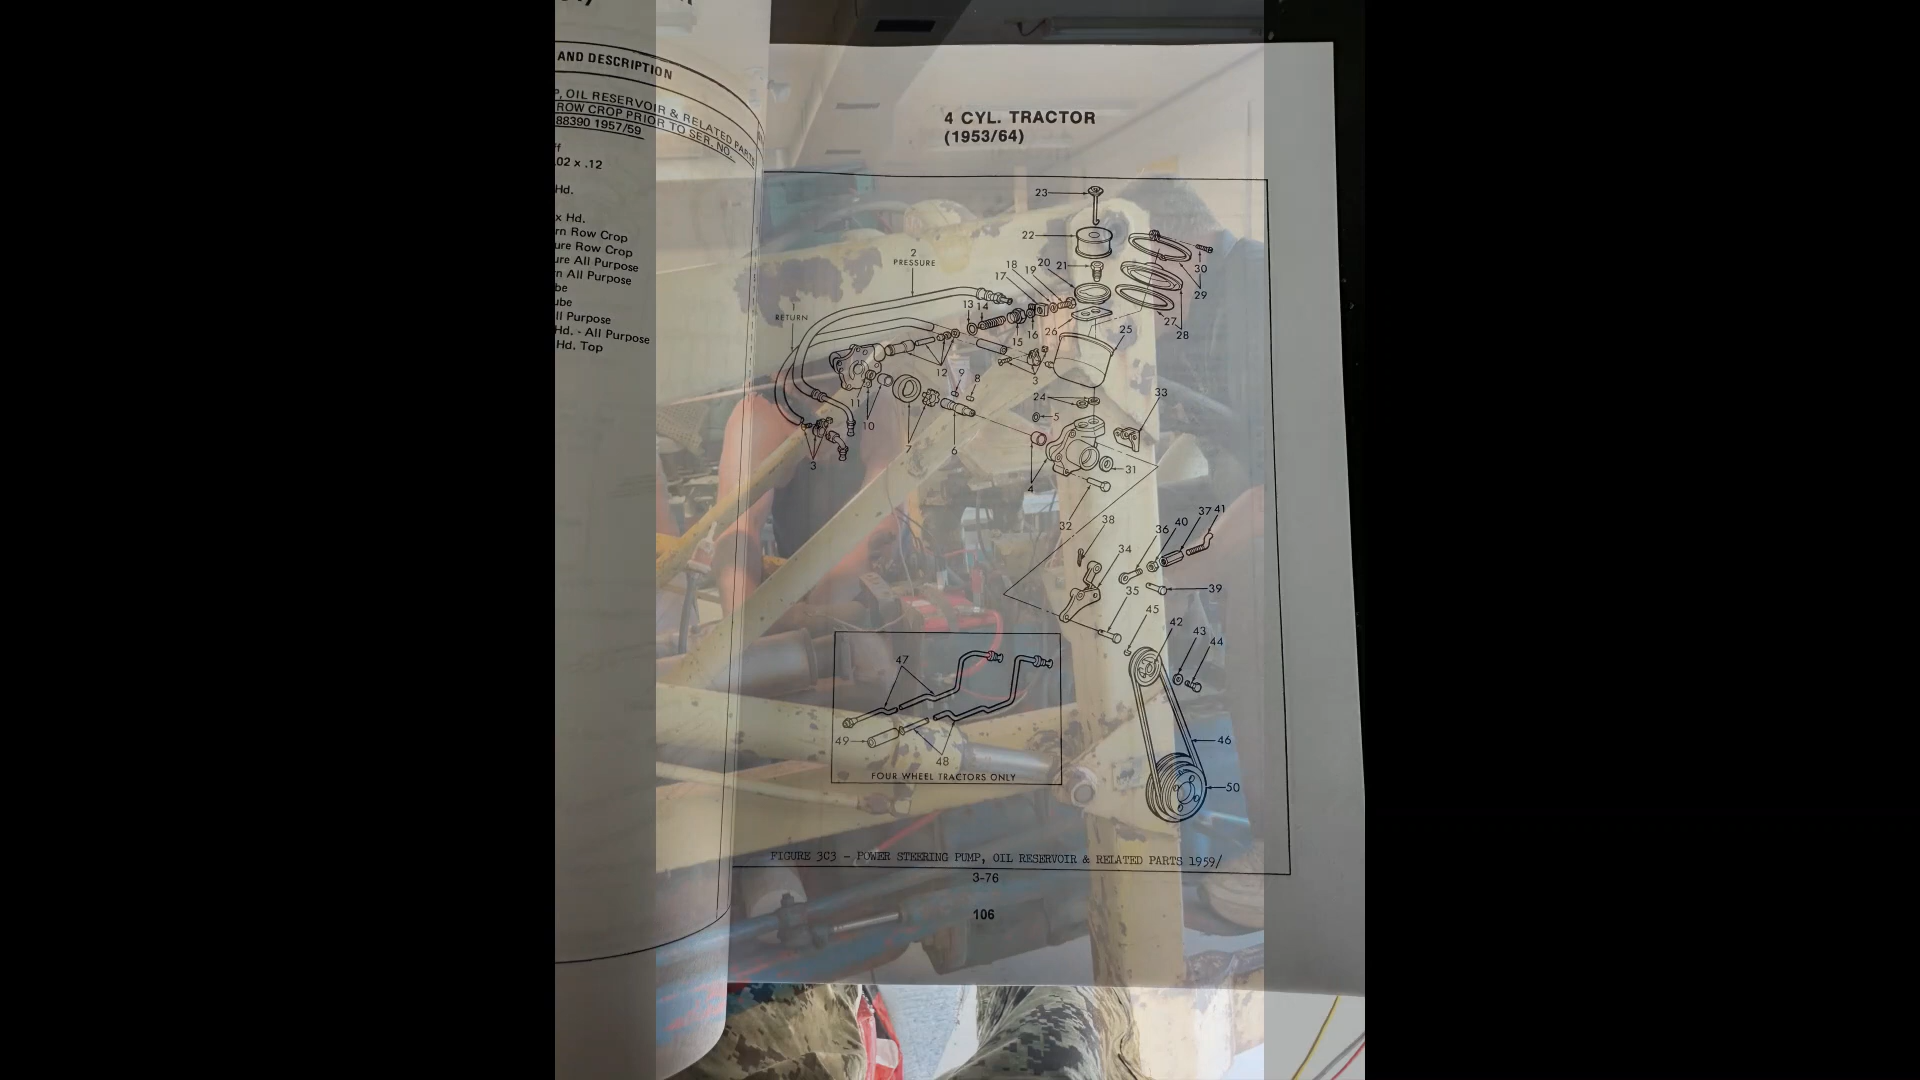 AND DESCRIPTION
P, OIL RESERVOIR & RELATED PARTS
ROW CROP PRIOR TO SER. NO.
88390 1957/59
.02 x .12
Hd.
x Hd.
rn Row Crop
ure Row Crop
ure All Purpose
rn All Purpose
be
ube
ll Purpose
Hd. - All Purpose
Hd. Top
4 CYL. TRACTOR
(1953/64)
23
22
2
PRESSURE
18
20
21
17
19
30
29
1
RETURN
13
14
16
15
26
25
27
28
12
3
9
8
11
10
24
5
33
7
6
3
4
31
32
38
36
40
37
41
34
35
39
45
42
43
44
47
46
49
48
50
FOUR WHEEL TRACTORS ONLY
FIGURE 3C3 - POWER STEERING PUMP, OIL RESERVOIR & RELATED PARTS 1959/
3-76
106